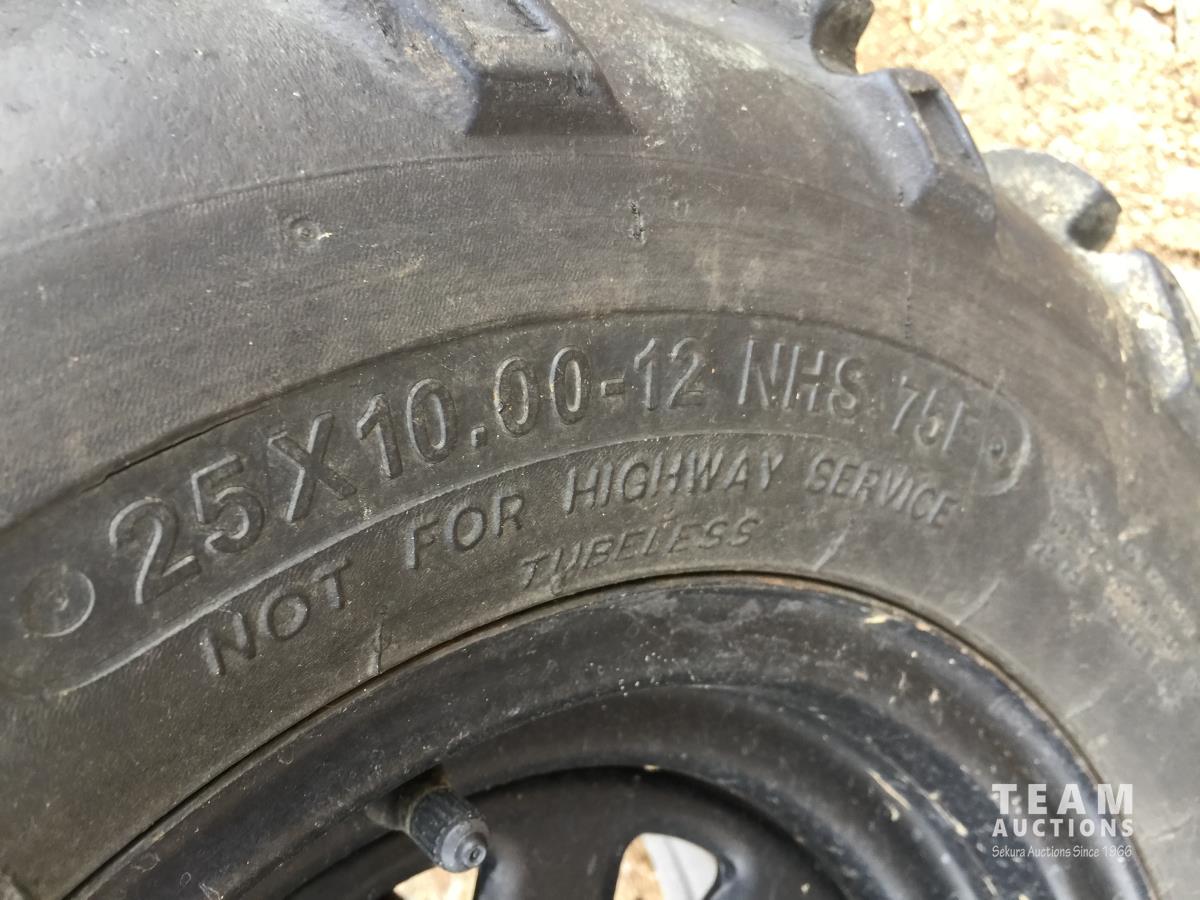 25X10.00-12 NHS 75F
NOT FOR HIGHWAY SERVICE
TUBELESS
TEAM
AUCTIONS
Sekura Auctions Since 1966